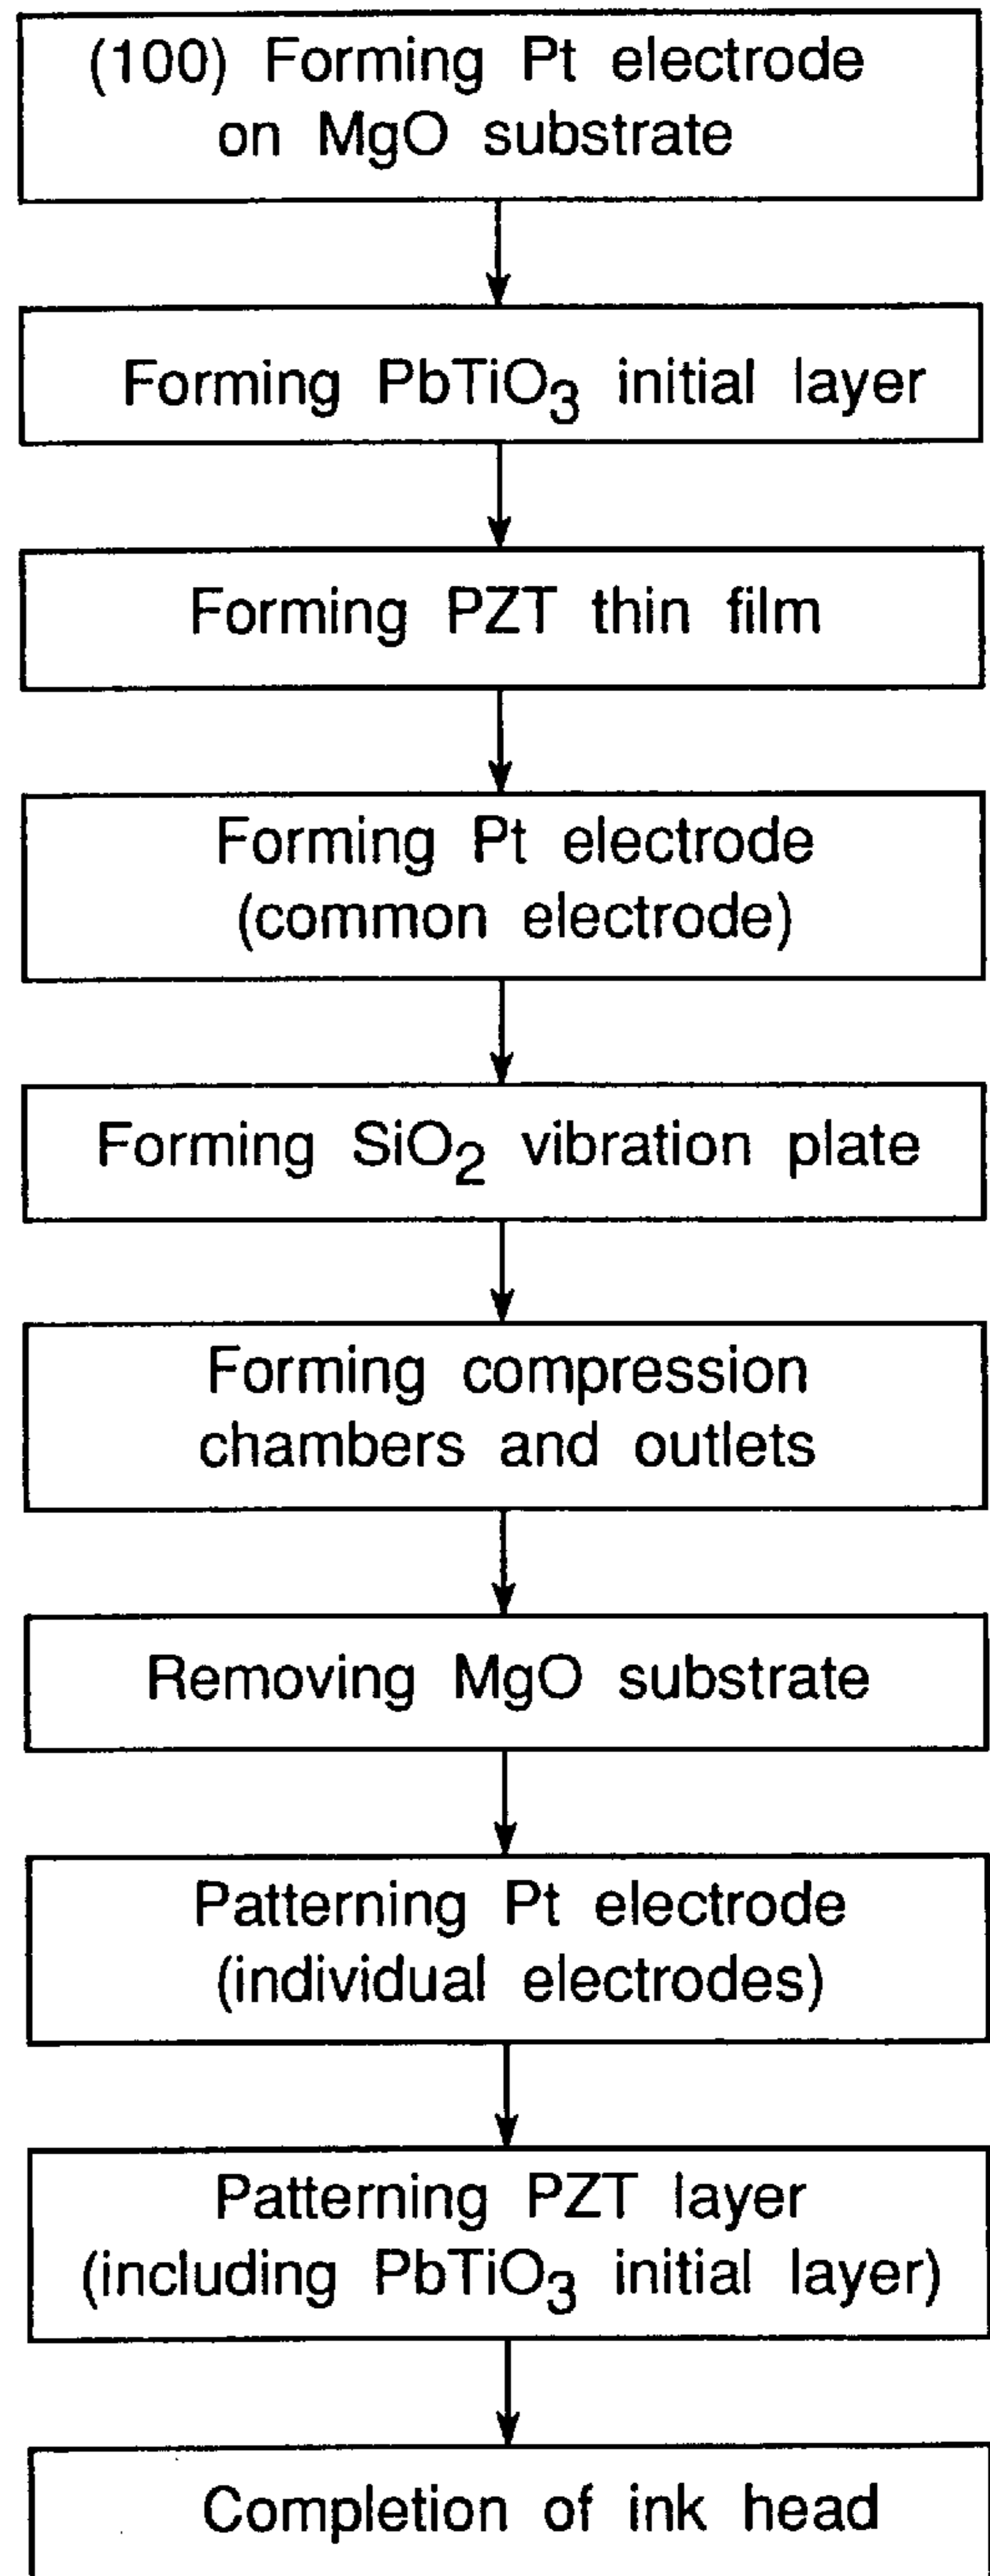 (100) Forming Pt electrode
on MgO substrate
Forming PbTiO₃ initial layer
Forming PZT thin film
Forming Pt electrode
(common electrode)
Forming SiO₂ vibration plate
Forming compression
chambers and outlets
Removing MgO substrate
Patterning Pt electrode
(individual electrodes)
Patterning PZT layer
(including PbTiO₃ initial layer)
Completion of ink head